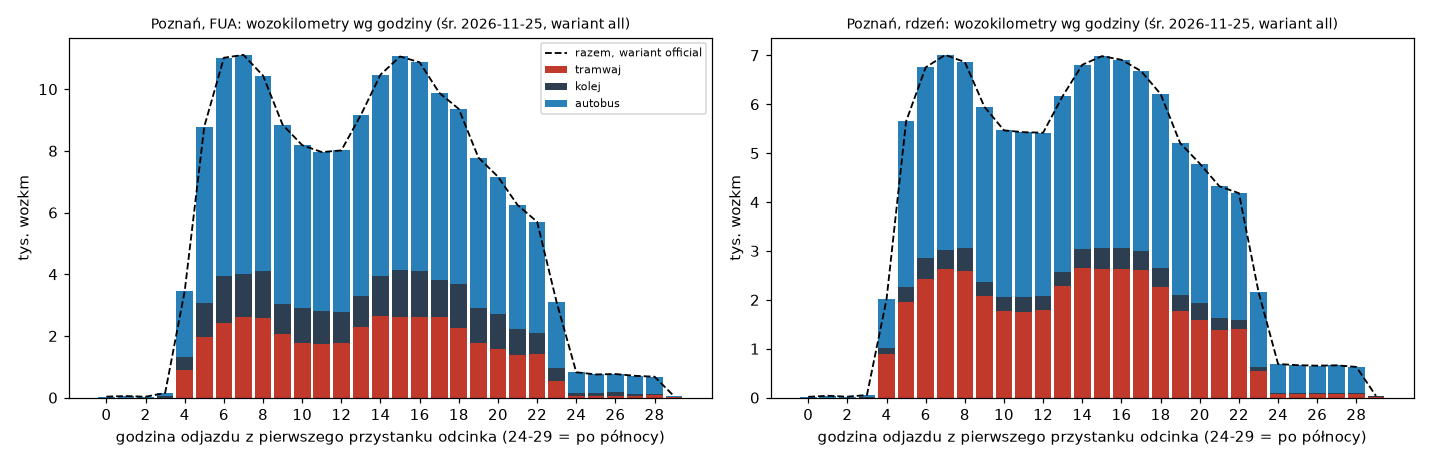 Poznań, FUA: wozokilometry wg godziny (śr. 2026-11-25, wariant all)
tys. wozkm
10
8
6
4
2
0
razem, wariant official
tramwaj
kolej
autobus
0 2 4 6 8 10 12 14 16 18 20 22 24 26 28
godzina odjazdu z pierwszego przystanku odcinka (24-29 = po północy)
Poznań, rdzeń: wozokilometry wg godziny (śr. 2026-11-25, wariant all)
tys. wozkm
7
6
5
4
3
2
1
0
0 2 4 6 8 10 12 14 16 18 20 22 24 26 28
godzina odjazdu z pierwszego przystanku odcinka (24-29 = po północy)